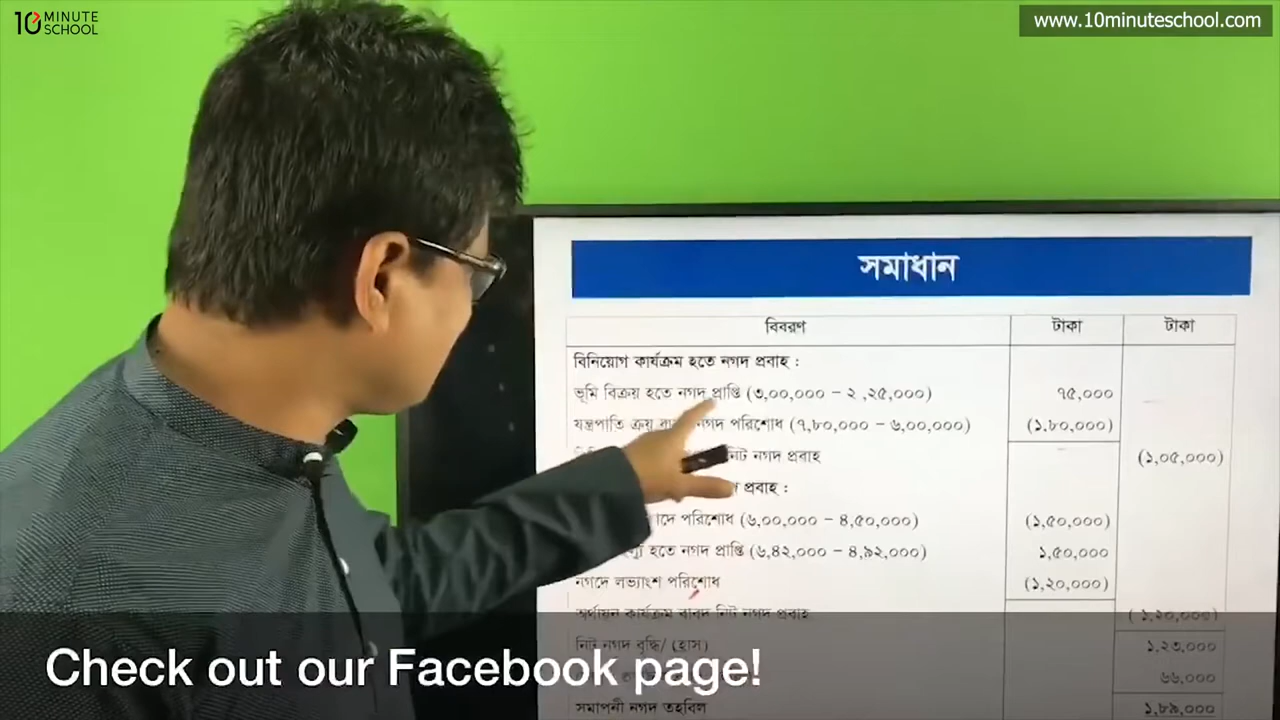 10 MINUTE SCHOOL
www.10minuteschool.com
সমাধান
বিবরণ টাকা টাকা
বিনিয়োগ কার্যক্রম হতে নগদ প্রবাহ :
ভূমি বিক্রয় হতে নগদ প্রাপ্তি (৩,০০,০০০ – ২,২৫,০০০) ৭৫,০০০
যন্ত্রপাতি ক্রয় নগদ পরিশোধ (৭,৮০,০০০ – ৬,০০,০০০) (১,৮০,০০০)
নিট নগদ প্রবাহ (১,০৫,০০০)
প্রবাহ :
পরিশোধ (৬,০০,০০০ – ৪,৫০,০০০) (১,৫০,০০০)
হতে নগদ প্রাপ্তি (৬,৪২,০০০ – ৪,৯২,০০০) ১,৫০,০০০
নগদে লভ্যাংশ পরিশোধ (১,২০,০০০)
অর্থায়ন কার্যক্রম বাবদ নিট নগদ প্রবাহ (১,২০,০০০)
নিট নগদ বৃদ্ধি/ (হ্রাস) ১,২৩,০০০
৬৬,০০০
সমাপনী নগদ তহবিল ১,৮৯,০০০
Check out our Facebook page!